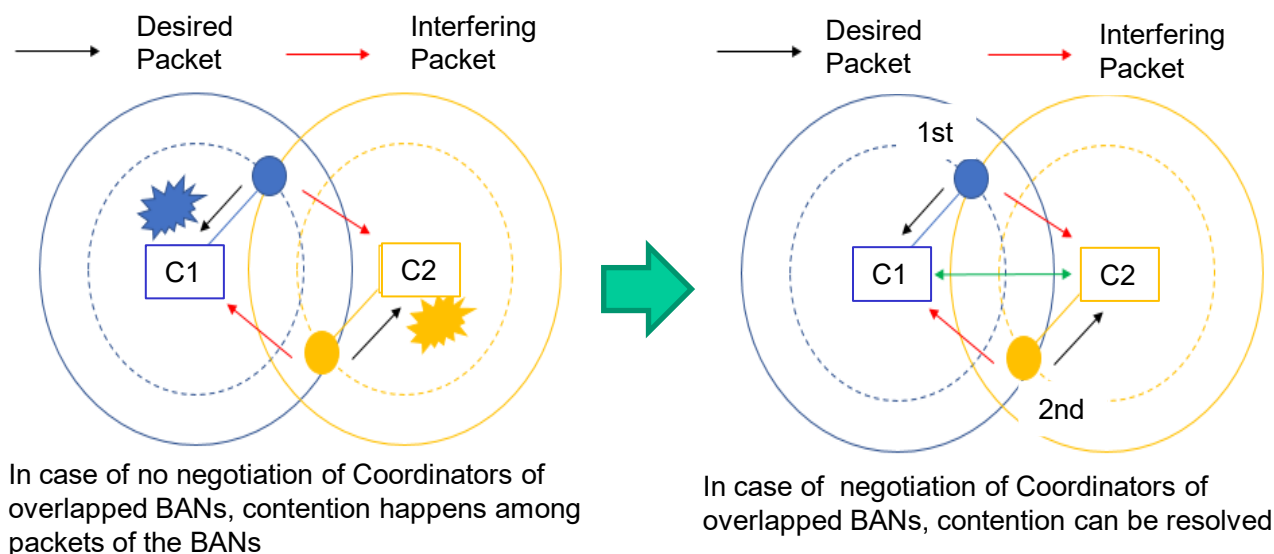 Desired
Packet
Interfering
Packet
C1
C2
In case of no negotiation of Coordinators of
overlapped BANs, contention happens among
packets of the BANs
Desired
Packet
Interfering
Packet
1st
C1
C2
2nd
In case of  negotiation of Coordinators of
overlapped BANs, contention can be resolved